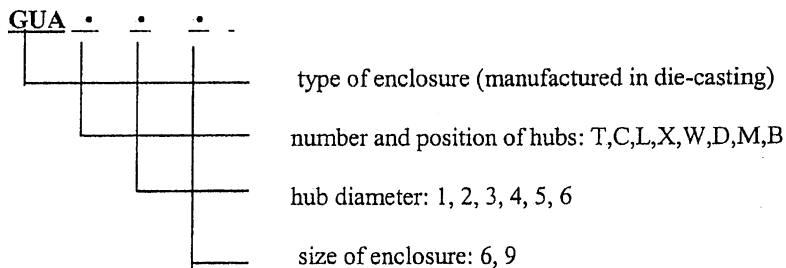 GUA • • • -
type of enclosure (manufactured in die-casting)
number and position of hubs: T,C,L,X,W,D,M,B
hub diameter: 1, 2, 3, 4, 5, 6
size of enclosure: 6, 9